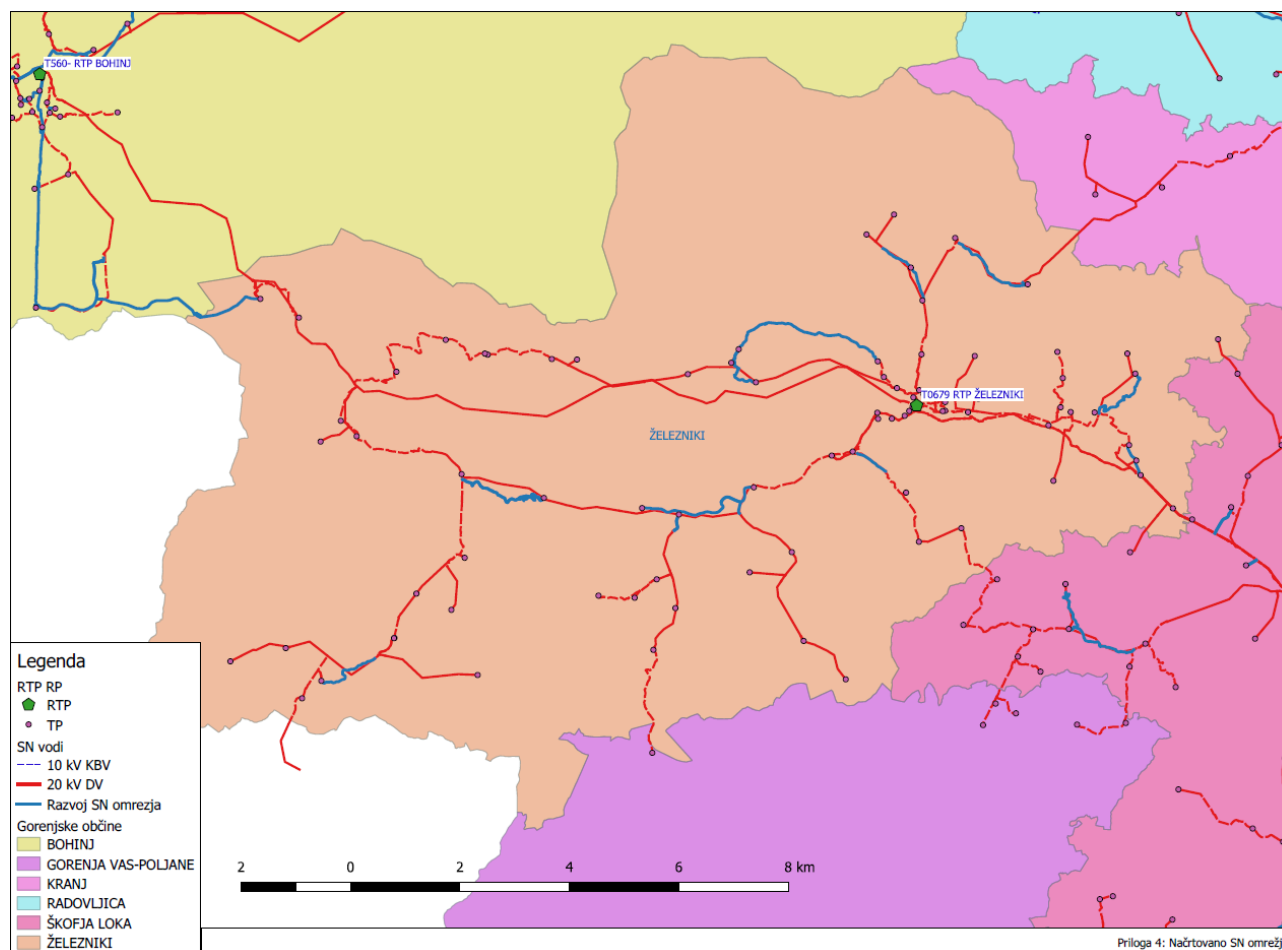 T560- RTP BOHINJ
T0679 RTP ŽELEZNIKI
ŽELEZNIKI
Legenda
RTP RP
RTP
TP
SN vodi
10 kV KBV
20 kV DV
Razvoj SN omrezja
Gorenjske občine
BOHINJ
GORENJA VAS-POLJANE
KRANJ
RADOVLJICA
ŠKOFJA LOKA
ŽELEZNIKI
2 0 2 4 6 8 km
Priloga 4: Načrtovano SN omrežj